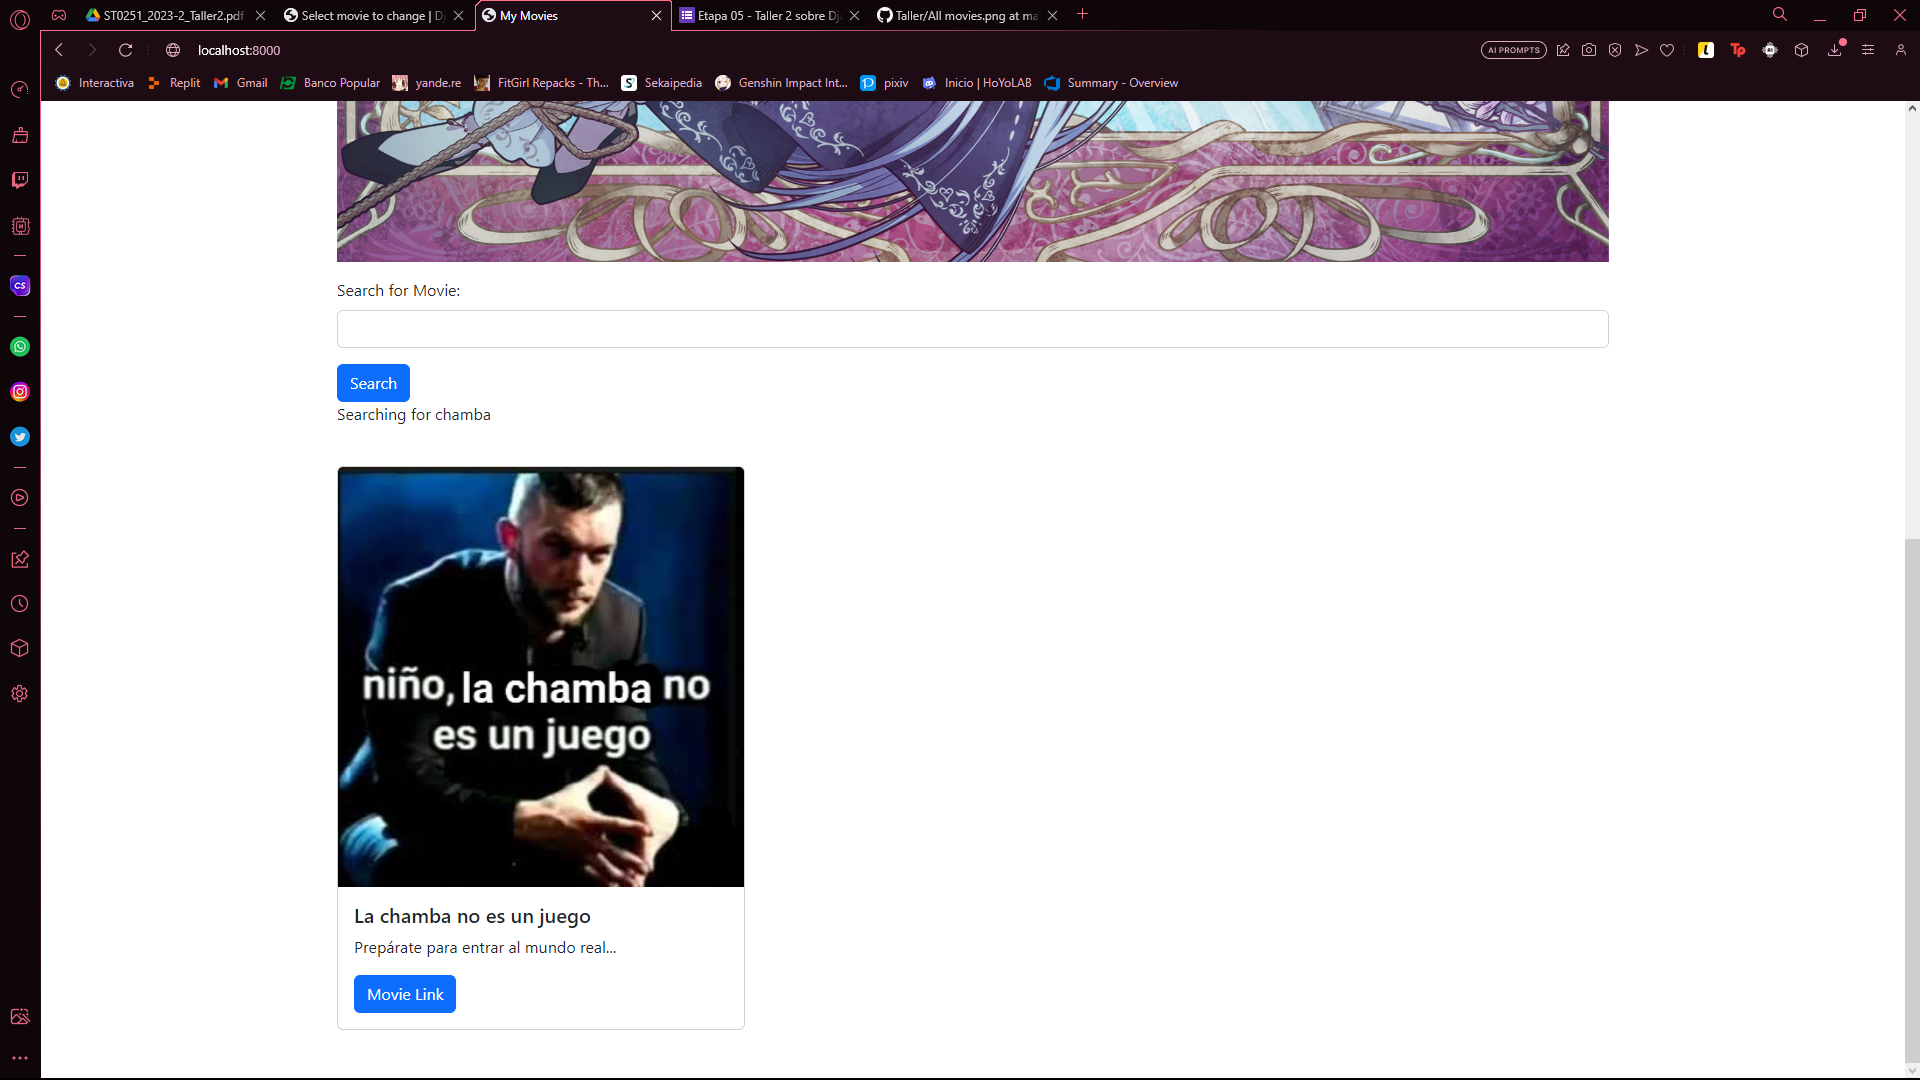 ST0251_2023-2_Taller2.pdf
Select movie to change | Dj
My Movies
Etapa 05 - Taller 2 sobre Dj
Taller/All movies.png at ma
localhost:8000
AI PROMPTS
Interactiva
Replit
Gmail
Banco Popular
yande.re
FitGirl Repacks - Th...
Sekaipedia
Genshin Impact Int...
pixiv
Inicio | HoYoLAB
Summary - Overview
CS
Search for Movie:
Search
Searching for chamba
niño, la chamba no
es un juego
La chamba no es un juego
Prepárate para entrar al mundo real...
Movie Link